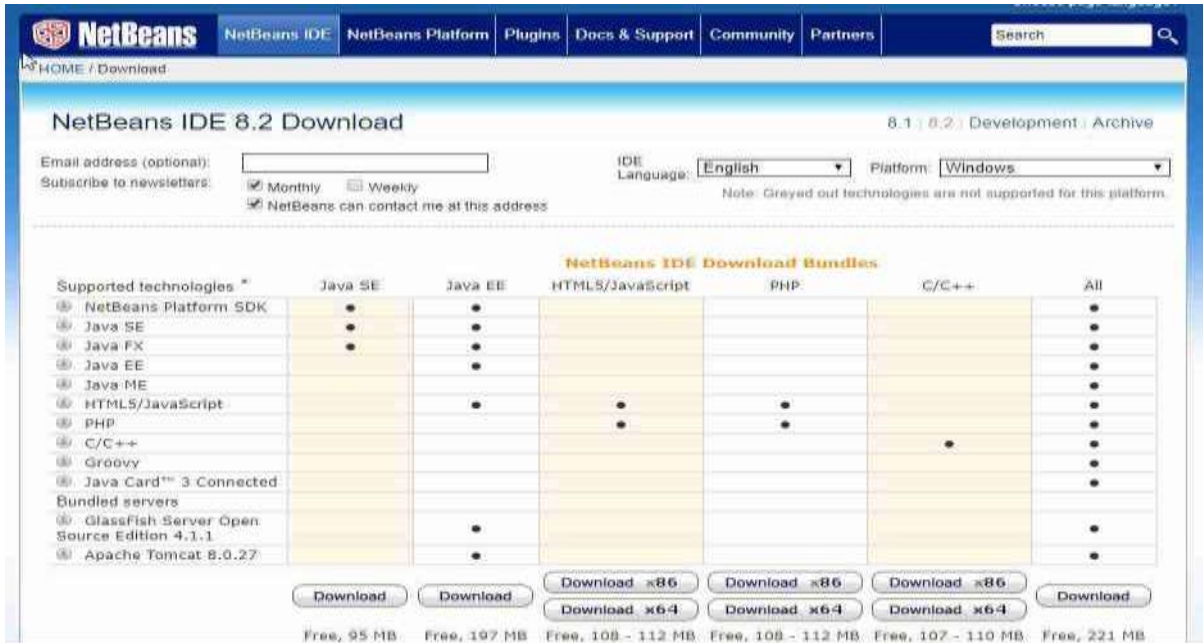 NetBeans NetBeans IDE NetBeans Platform Plugins Docs & Support Community Partners Search
HOME / Download
NetBeans IDE 8.2 Download 8.1 | 8.2 | Development | Archive
Email address (optional): IDE Language: English Platform: Windows
Subscribe to newsletters: Monthly Weekly Note: Greyed out technologies are not supported for this platform.
NetBeans can contact me at this address
NetBeans IDE Download Bundles
Supported technologies * Java SE Java EE HTML5/JavaScript PHP C/C++ All
NetBeans Platform SDK • • •
Java SE • • •
Java FX • • •
Java EE • •
Java ME •
HTML5/JavaScript • • • •
PHP • • •
C/C++ • •
Groovy •
Java Card™ 3 Connected •
Bundled servers
GlassFish Server Open
Source Edition 4.1.1 • •
Apache Tomcat 8.0.27 • •
Download x86 Download x86 Download x86
Download Download Download
Download x64 Download x64 Download x64
Free, 95 MB Free, 197 MB Free, 108 - 112 MB Free, 108 - 112 MB Free, 107 - 110 MB Free, 221 MB